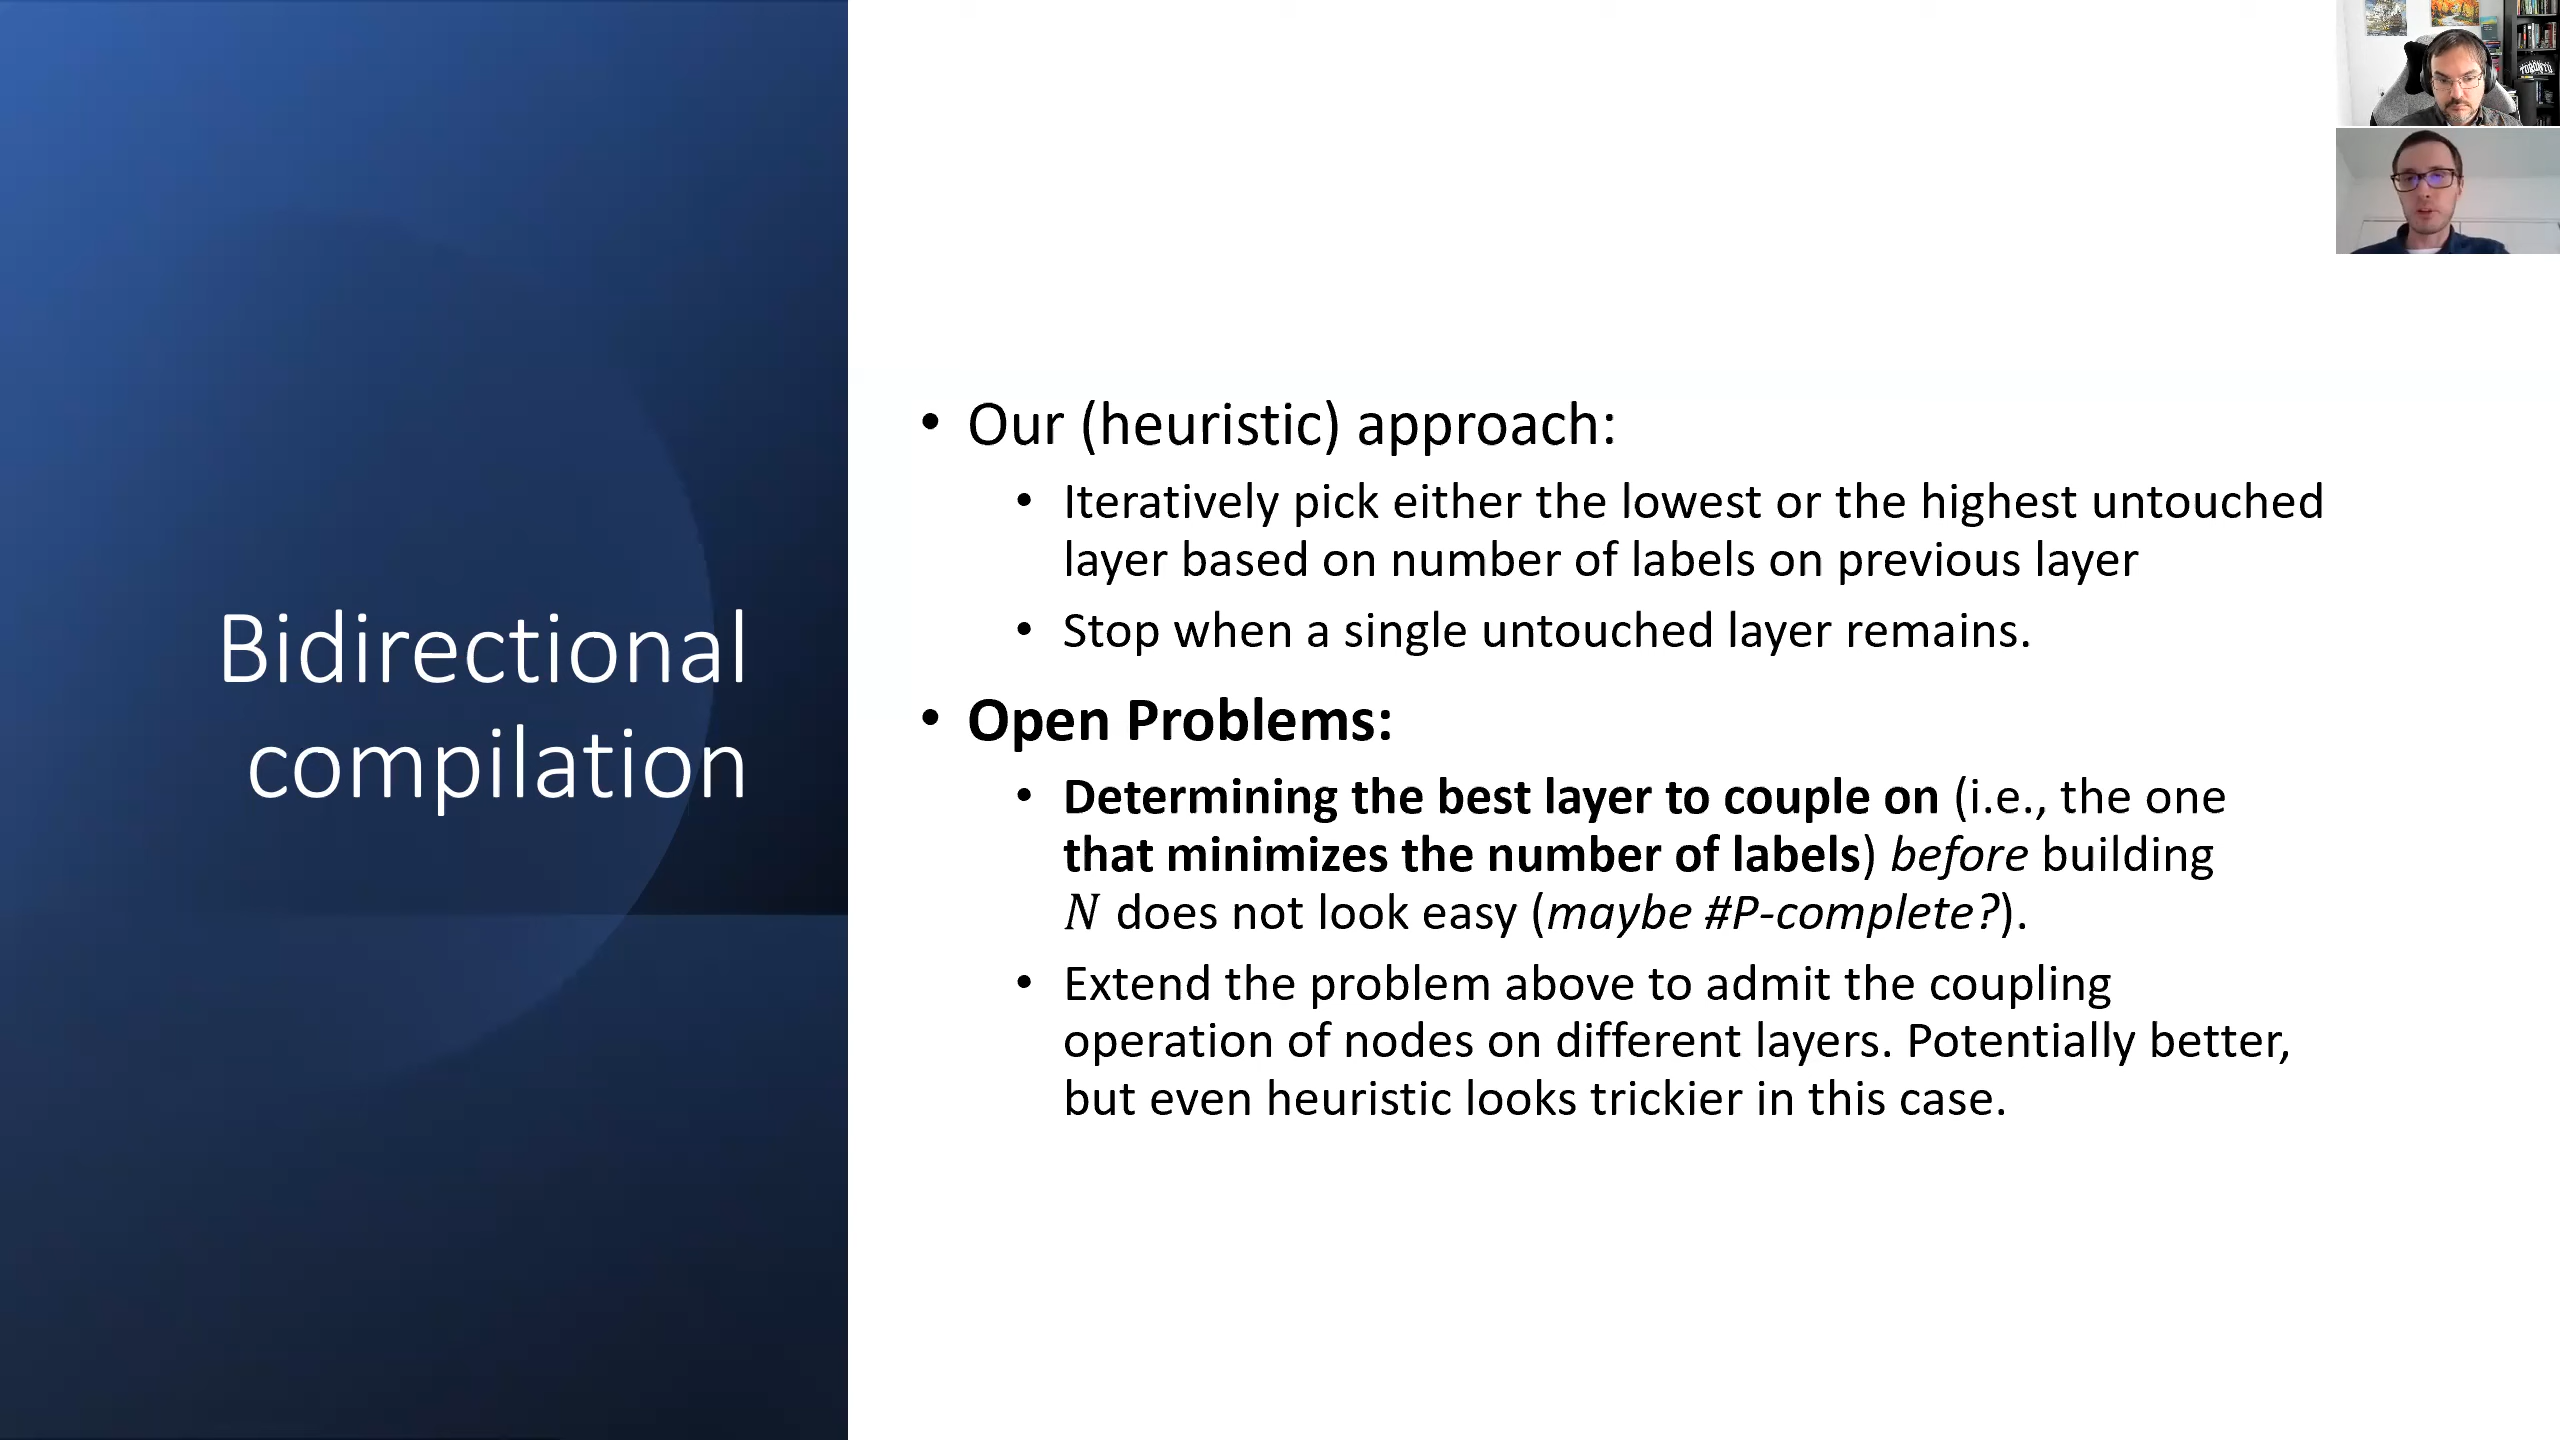 Bidirectional
compilation
• Our (heuristic) approach:
• Iteratively pick either the lowest or the highest untouched
layer based on number of labels on previous layer
• Stop when a single untouched layer remains.
• Open Problems:
• Determining the best layer to couple on (i.e., the one
that minimizes the number of labels) before building
N does not look easy (maybe #P-complete?).
• Extend the problem above to admit the coupling
operation of nodes on different layers. Potentially better,
but even heuristic looks trickier in this case.
TORONTO